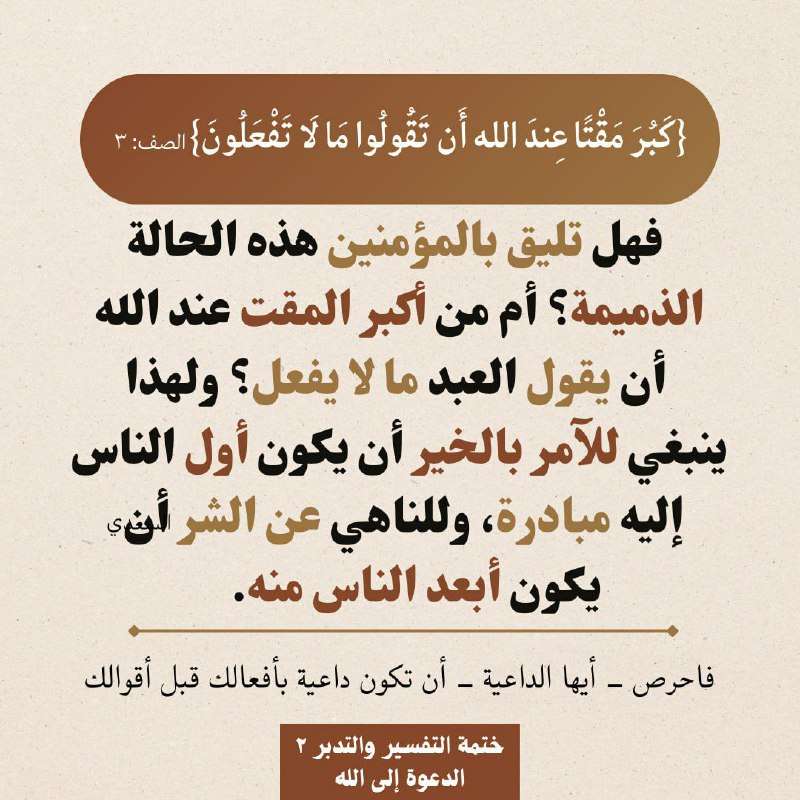 {كَبُرَ مَقْتًا عِندَ الله أَن تَقُولُوا مَا لَا تَفْعَلُونَ} الصف: ٣
فهل تليق بالمؤمنين هذه الحالة
الذميمة؟ أم من أكبر المقت عند الله
أن يقول العبد ما لا يفعل؟ ولهذا
ينبغي للآمر بالخير أن يكون أول الناس
إليه مبادرة، وللناهي عن الشر أن
السعدي
يكون أبعد الناس منه.
فاحرص – أيها الداعية – أن تكون داعية بأفعالك قبل أقوالك
ختمة التفسير والتدبر ٢
الدعوة إلى الله